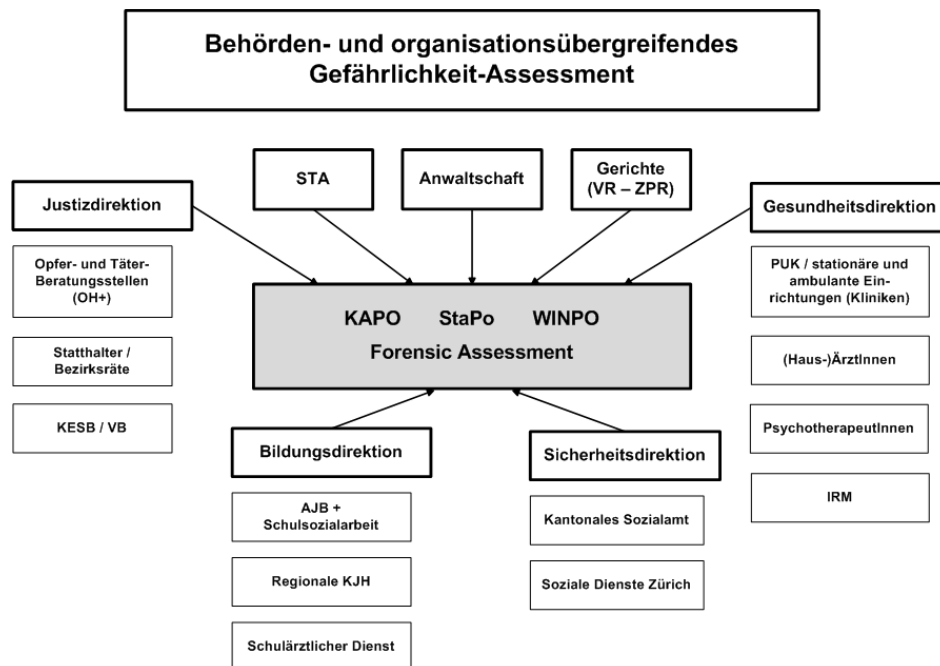 Behörden- und organisationsübergreifendes
Gefährlichkeit-Assessment
STA
Anwaltschaft
Gerichte
(VR – ZPR)
Justizdirektion
Gesundheitsdirektion
Opfer- und Täter-
Beratungsstellen
(OH+)
Statthalter /
Bezirksräte
KESB / VB
PUK / stationäre und
ambulante Ein-
richtungen (Kliniken)
(Haus-)ÄrztInnen
PsychotherapeutInnen
IRM
KAPO StaPo WINPO
Forensic Assessment
Bildungsdirektion
AJB +
Schulsozialarbeit
Regionale KJH
Schulärztlicher Dienst
Sicherheitsdirektion
Kantonales Sozialamt
Soziale Dienste Zürich